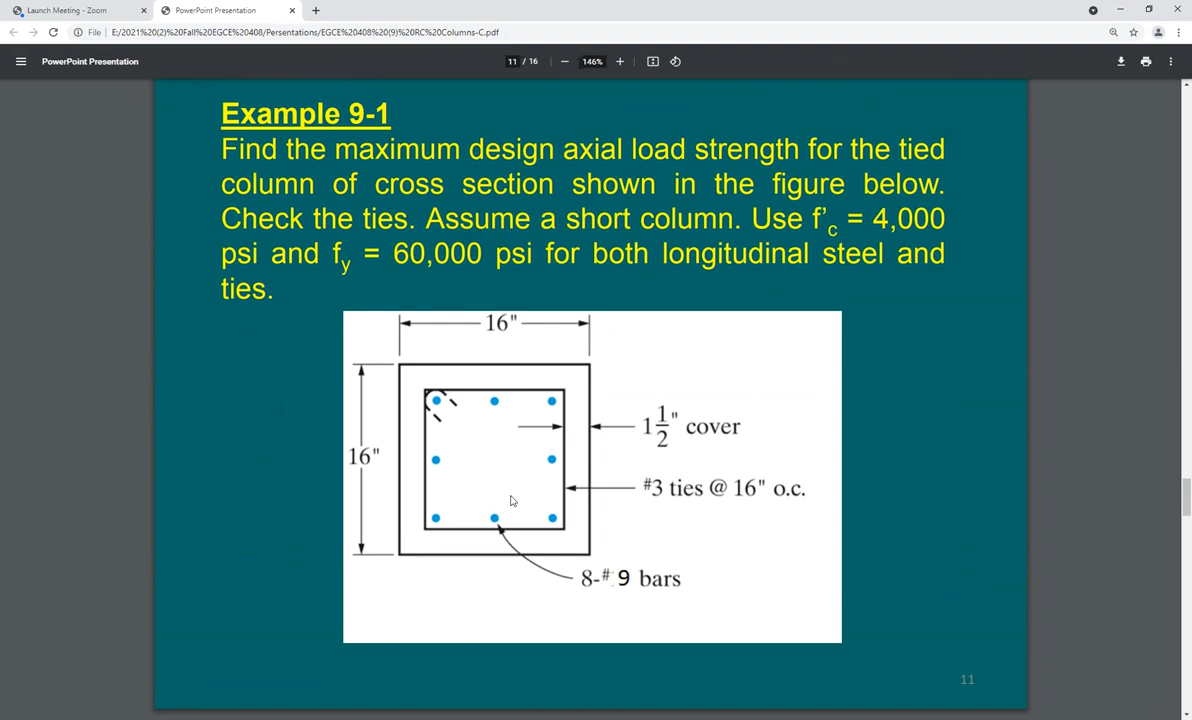 Launch Meeting - Zoom
PowerPoint Presentation
File
E:/2021%20(2)%20Fall%20EGCE%20408/Persentations/EGCE%20408%20(9)%20RC%20Columns-C.pdf
PowerPoint Presentation
11 / 16
146%
Example 9-1
Find the maximum design axial load strength for the tied
column of cross section shown in the figure below.
Check the ties. Assume a short column. Use f'c = 4,000
psi and fy = 60,000 psi for both longitudinal steel and
ties.
16"
16"
1 1/2" cover
#3 ties @ 16" o.c.
8-#9 bars
11